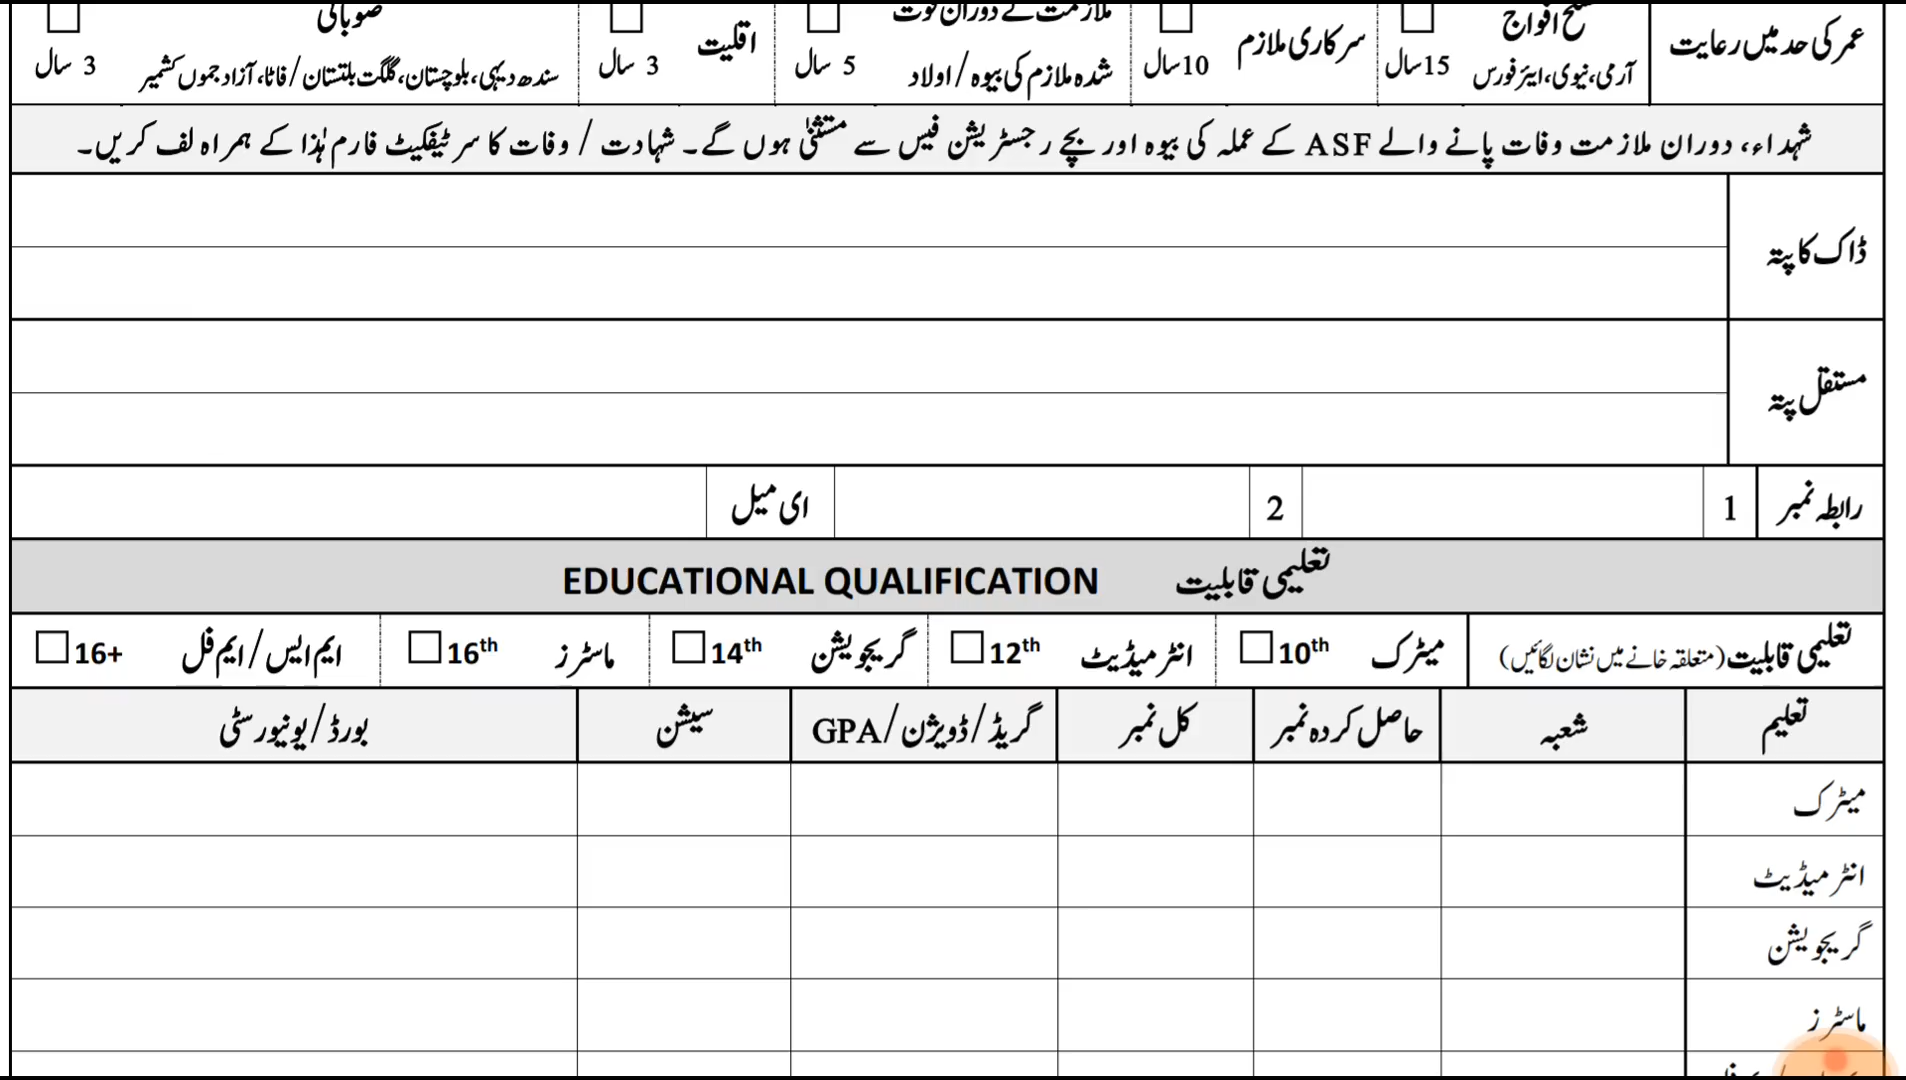 عمر کی حد میں رعایت مسلح افواج 15سال سرکاری ملازم 10سال ملازمت کے دوران فوت 5 سال اقلیت 3 سال صوبائی 3 سال
آرمی، نیوی، ایئر فورس شدہ ملازم کی بیوہ / اولاد سندھ دیہی، بلوچستان، گلگت بلتستان / فاٹا، آزاد جموں کشمیر
شہداء، دوران ملازمت وفات پانے والے ASF کے عملہ کی بیوہ اور بچے رجسٹریشن فیس سے مستثنیٰ ہوں گے۔ شہادت / وفات کا سرٹیفکیٹ فارم ہٰذا کے ہمراہ لف کریں۔
ڈاک کا پتہ
مستقل پتہ
رابطہ نمبر 1 2 ای میل
تعلیمی قابلیت EDUCATIONAL QUALIFICATION
تعلیمی قابلیت (متعلقہ خانے میں نشان لگائیں) میٹرک 10th انٹرمیڈیٹ 12th گریجویشن 14th ماسٹرز 16th ایم ایس / ایم فل 16+
تعلیم شعبہ حاصل کردہ نمبر کل نمبر گریڈ / ڈویژن / GPA سیشن بورڈ / یونیورسٹی
میٹرک
انٹرمیڈیٹ
گریجویشن
ماسٹرز